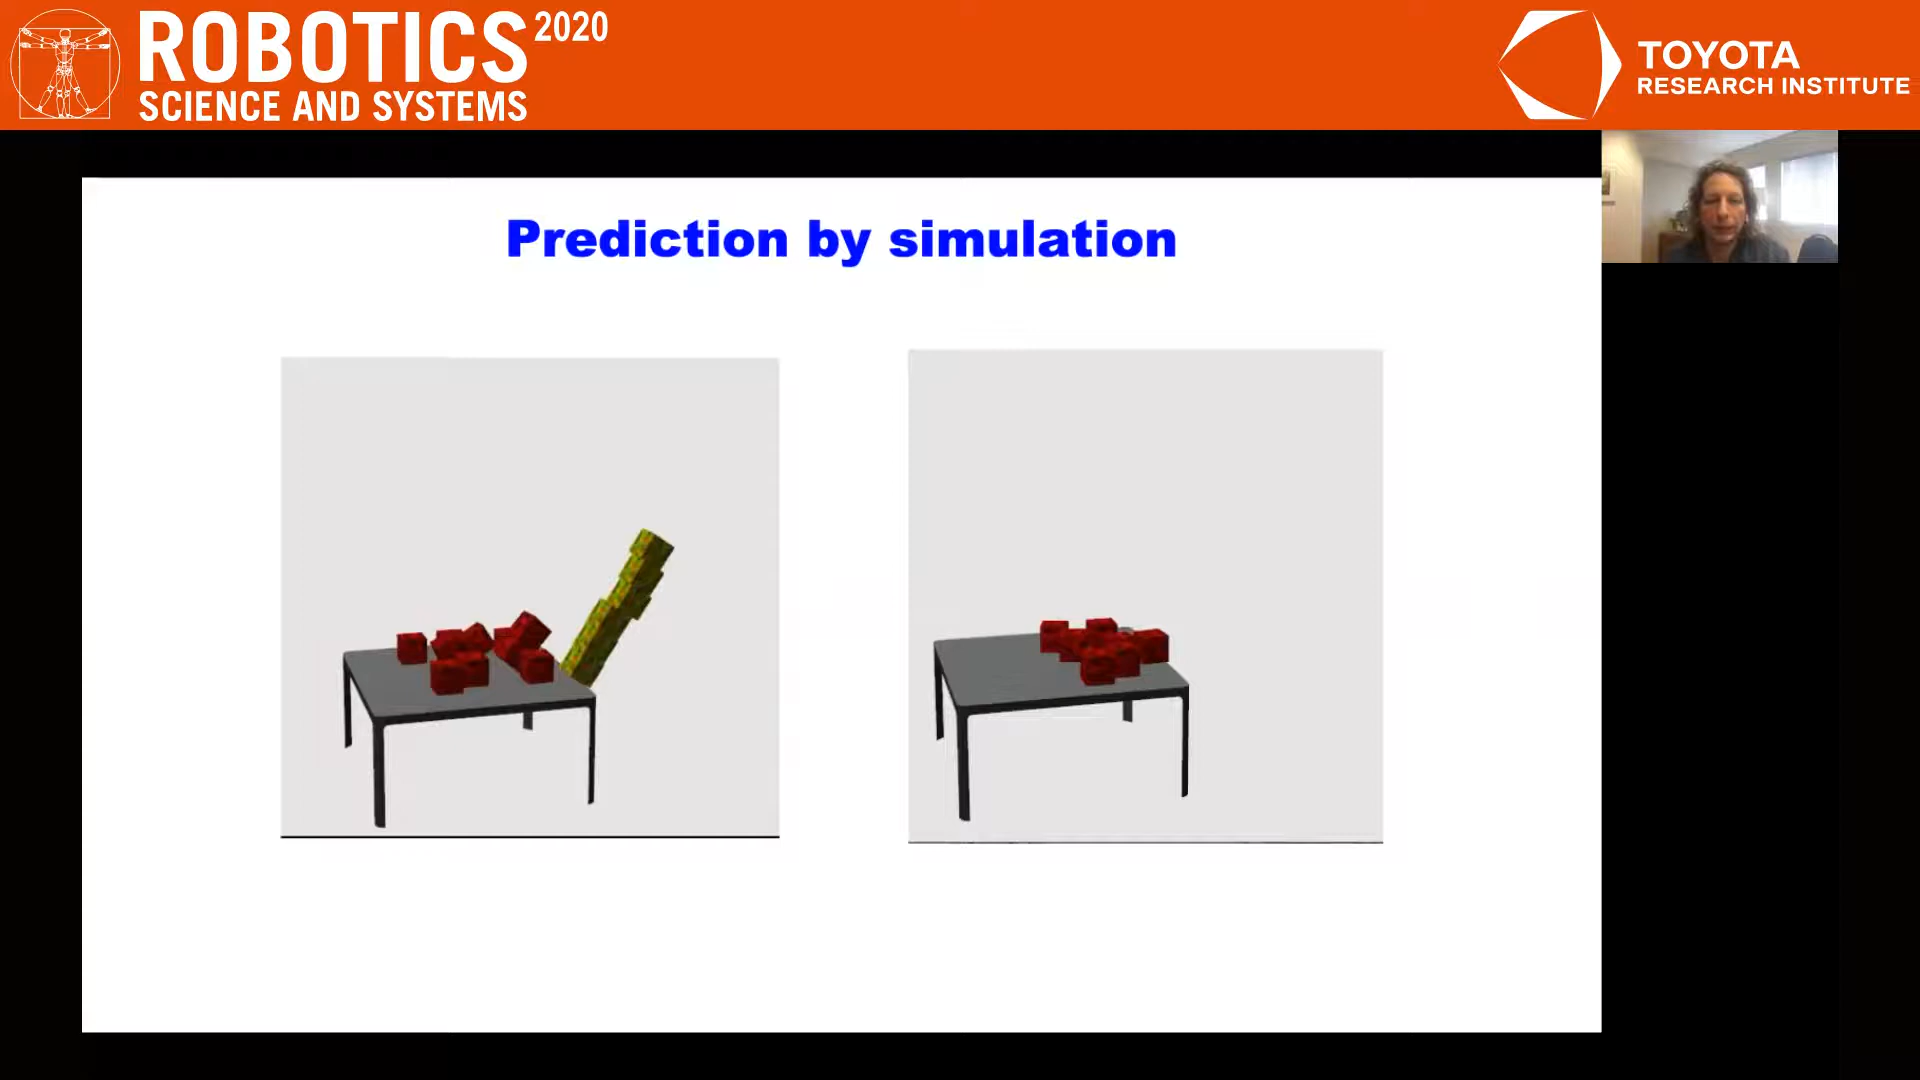 ROBOTICS 2020
SCIENCE AND SYSTEMS
TOYOTA
RESEARCH INSTITUTE
Prediction by simulation